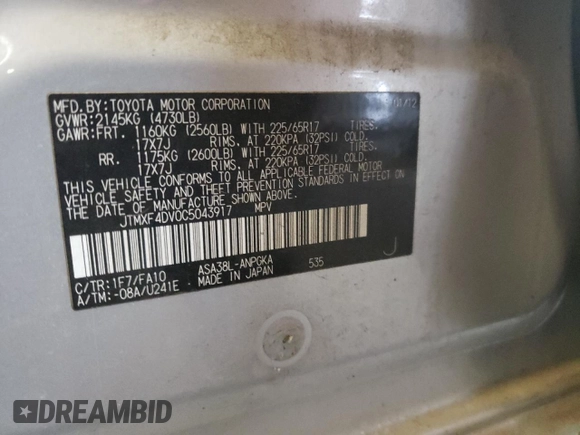 MFD. BY: TOYOTA MOTOR CORPORATION 01/12
GVWR: 2145KG (4730LB)
GAWR: FRT. 1160KG (2560LB) WITH 225/65R17 TIRES.
17X7J RIMS. AT 220KPA (32PSI) COLD.
RR. 1175KG (2600LB) WITH 225/65R17 TIRES.
17X7J RIMS. AT 220KPA (32PSI) COLD.
THIS VEHICLE CONFORMS TO ALL APPLICABLE FEDERAL MOTOR
VEHICLE SAFETY AND THEFT PREVENTION STANDARDS IN EFFECT ON
THE DATE OF MANUFACTURE SHOWN ABOVE.
JTMXF4DV0C5043917 MPV
J
C/TR: 1F7/FA10 ASA38L-ANPGKA 535
A/TM: -08A/U241E MADE IN JAPAN
DREAMBID